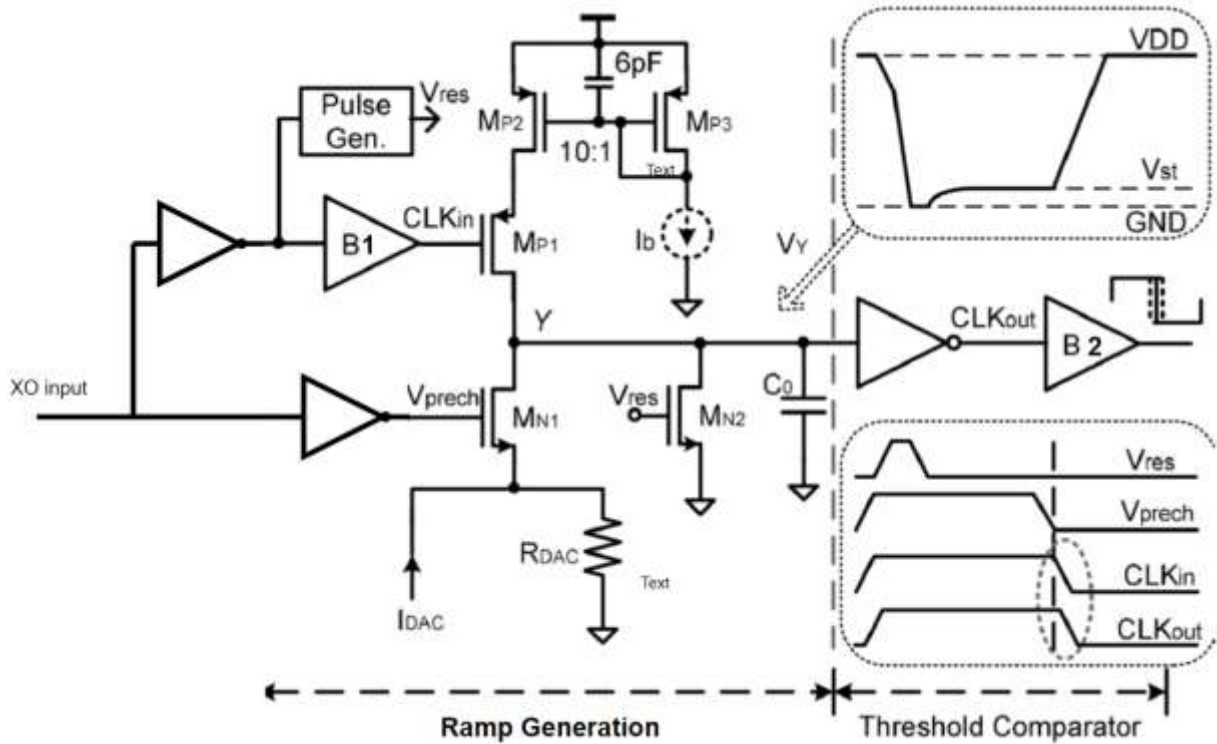 6pF
VDD
Pulse
Gen.
Vres
MP2
MP3
10:1
Text
Vst
GND
CLKin
B1
MP1
Ib
VY
Y
CLKout
B 2
XO input
Vprech
MN1
Vres
MN2
C0
Vres
Vprech
RDAC
Text
CLKin
IDAC
CLKout
Ramp Generation
Threshold Comparator